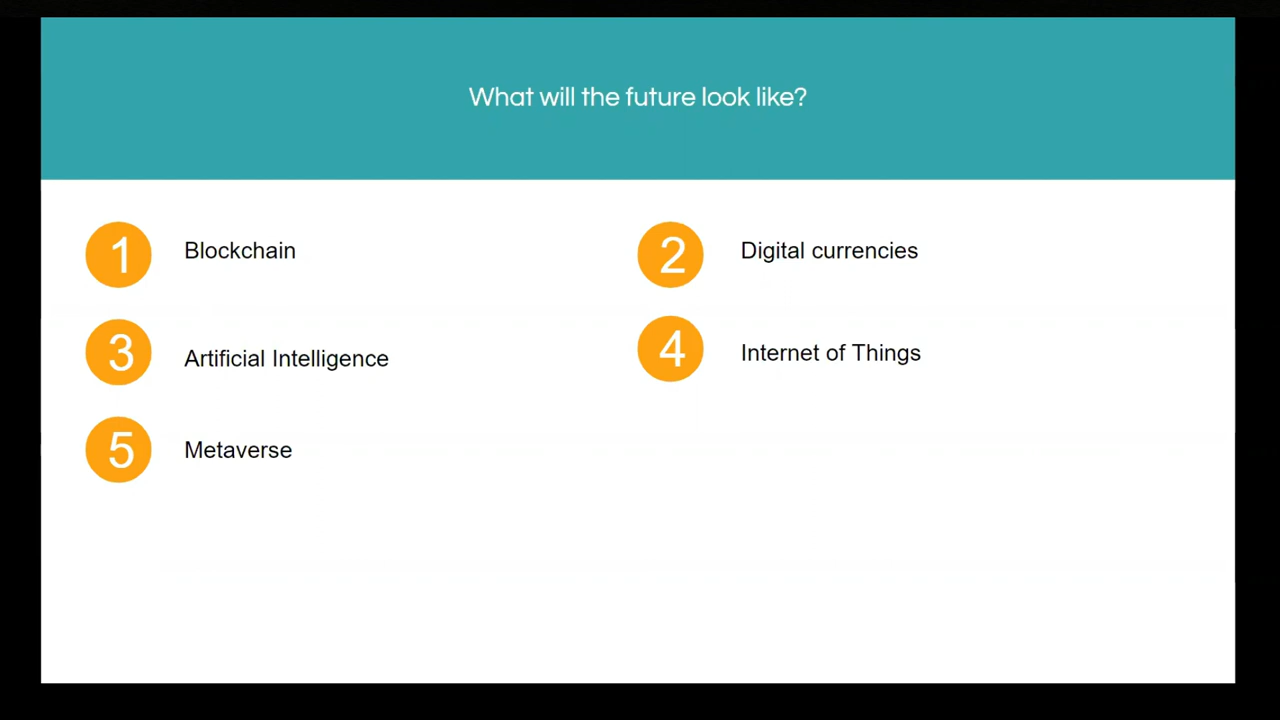 What will the future look like?
1 Blockchain
2 Digital currencies
3 Artificial Intelligence
4 Internet of Things
5 Metaverse